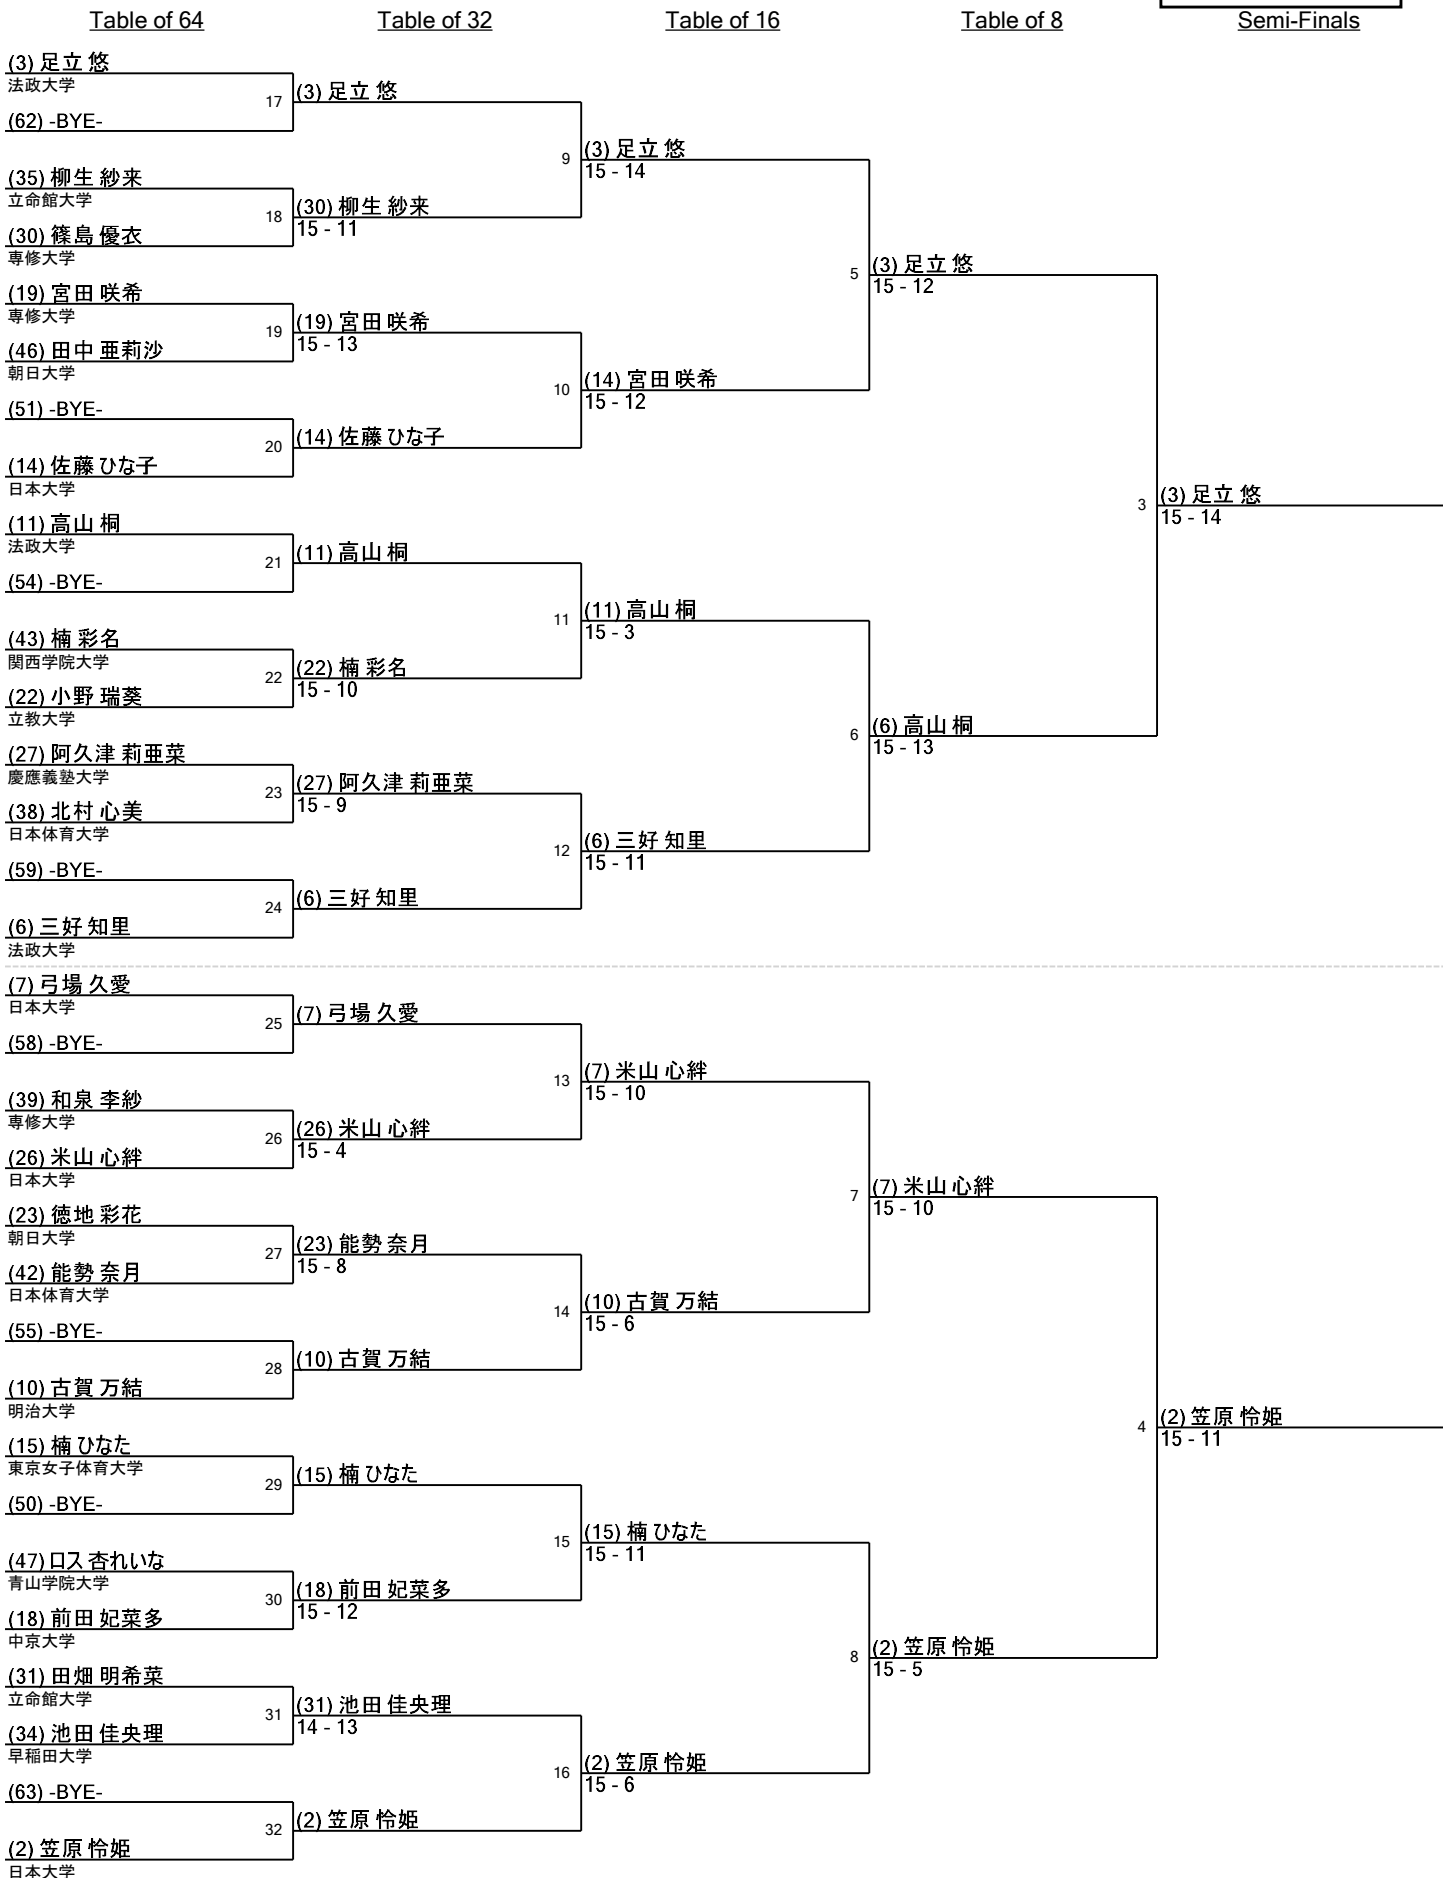 Table of 64
Table of 32
Table of 16
Table of 8
Semi-Finals
(3) 足立 悠
法政大学
17
(62) -BYE-
(35) 柳生 紗来
立命館大学
18
(30) 篠島 優衣
専修大学
(19) 宮田 咲希
専修大学
19
(46) 田中 亜莉沙
朝日大学
(51) -BYE-
20
(14) 佐藤 ひな子
日本大学
(11) 高山 桐
法政大学
21
(54) -BYE-
(43) 楠 彩名
関西学院大学
22
(22) 小野 瑞葵
立教大学
(27) 阿久津 莉亜菜
慶應義塾大学
23
(38) 北村 心美
日本体育大学
(59) -BYE-
24
(6) 三好 知里
法政大学
(7) 弓場 久愛
日本大学
25
(58) -BYE-
(39) 和泉 李紗
専修大学
26
(26) 米山 心絆
日本大学
(23) 徳地 彩花
朝日大学
27
(42) 能勢 奈月
日本体育大学
(55) -BYE-
28
(10) 古賀 万結
明治大学
(15) 楠 ひなた
東京女子体育大学
29
(50) -BYE-
(47) ロス 杏れいな
青山学院大学
30
(18) 前田 妃菜多
中京大学
(31) 田畑 明希菜
立命館大学
31
(34) 池田 佳央理
早稲田大学
(63) -BYE-
32
(2) 笠原 怜姫
日本大学
(3) 足立 悠
9
(30) 柳生 紗来
15 - 11
(19) 宮田 咲希
15 - 13
10
(14) 佐藤 ひな子
(11) 高山 桐
11
(22) 楠 彩名
15 - 10
(27) 阿久津 莉亜菜
15 - 9
12
(6) 三好 知里
(7) 弓場 久愛
13
(26) 米山 心絆
15 - 4
(23) 能勢 奈月
15 - 8
14
(10) 古賀 万結
(15) 楠 ひなた
15
(18) 前田 妃菜多
15 - 12
(31) 池田 佳央理
14 - 13
16
(2) 笠原 怜姫
(3) 足立 悠
15 - 14
5
(14) 宮田 咲希
15 - 12
(11) 高山 桐
15 - 3
6
(6) 三好 知里
15 - 11
(7) 米山 心絆
15 - 10
7
(10) 古賀 万結
15 - 6
(15) 楠 ひなた
15 - 11
8
(2) 笠原 怜姫
15 - 6
(3) 足立 悠
15 - 12
3
(6) 高山 桐
15 - 13
(7) 米山 心絆
15 - 10
4
(2) 笠原 怜姫
15 - 5
(3) 足立 悠
15 - 14
(2) 笠原 怜姫
15 - 11